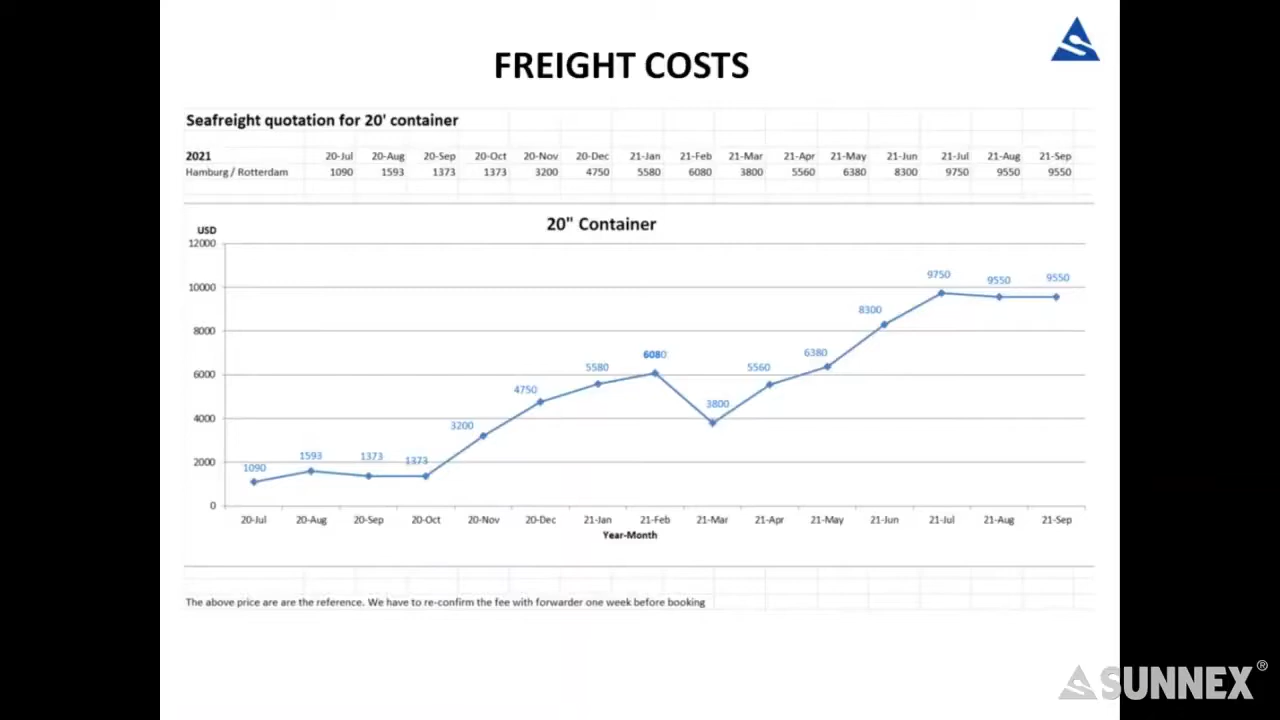 FREIGHT COSTS
Seafreight quotation for 20' container
2021 20-Jul 20-Aug 20-Sep 20-Oct 20-Nov 20-Dec 21-Jan 21-Feb 21-Mar 21-Apr 21-May 21-Jun 21-Jul 21-Aug 21-Sep
Hamburg / Rotterdam 1090 1593 1373 1373 3200 4750 5580 6080 3800 5560 6380 8300 9750 9550 9550
20" Container
USD
12000
10000
8000
6000
4000
2000
0
1090
1593
1373
1373
3200
4750
5580
6080
3800
5560
6380
8300
9750
9550
9550
20-Jul 20-Aug 20-Sep 20-Oct 20-Nov 20-Dec 21-Jan 21-Feb 21-Mar 21-Apr 21-May 21-Jun 21-Jul 21-Aug 21-Sep
Year-Month
The above price are are the reference. We have to re-confirm the fee with forwarder one week before booking
SUNNEX®